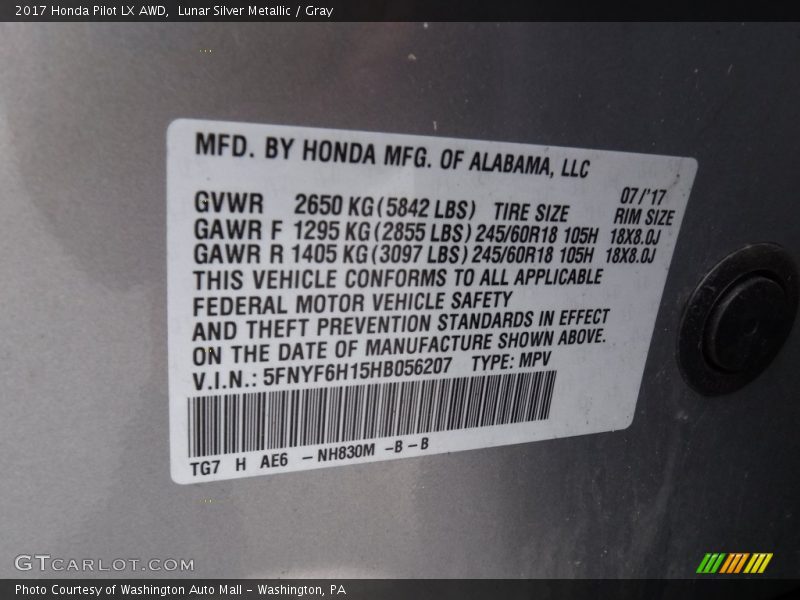 2017 Honda Pilot LX AWD,  Lunar Silver Metallic / Gray
MFD. BY HONDA MFG. OF ALABAMA, LLC
07/'17
GVWR 2650 KG (5842 LBS) TIRE SIZE RIM SIZE
GAWR F 1295 KG (2855 LBS) 245/60R18 105H 18X8.0J
GAWR R 1405 KG (3097 LBS) 245/60R18 105H 18X8.0J
THIS VEHICLE CONFORMS TO ALL APPLICABLE
FEDERAL MOTOR VEHICLE SAFETY
AND THEFT PREVENTION STANDARDS IN EFFECT
ON THE DATE OF MANUFACTURE SHOWN ABOVE.
V.I.N.: 5FNYF6H15HB056207 TYPE: MPV
TG7 H AE6 – NH830M – B – B
GTCARLOT.COM
Photo Courtesy of Washington Auto Mall – Washington, PA